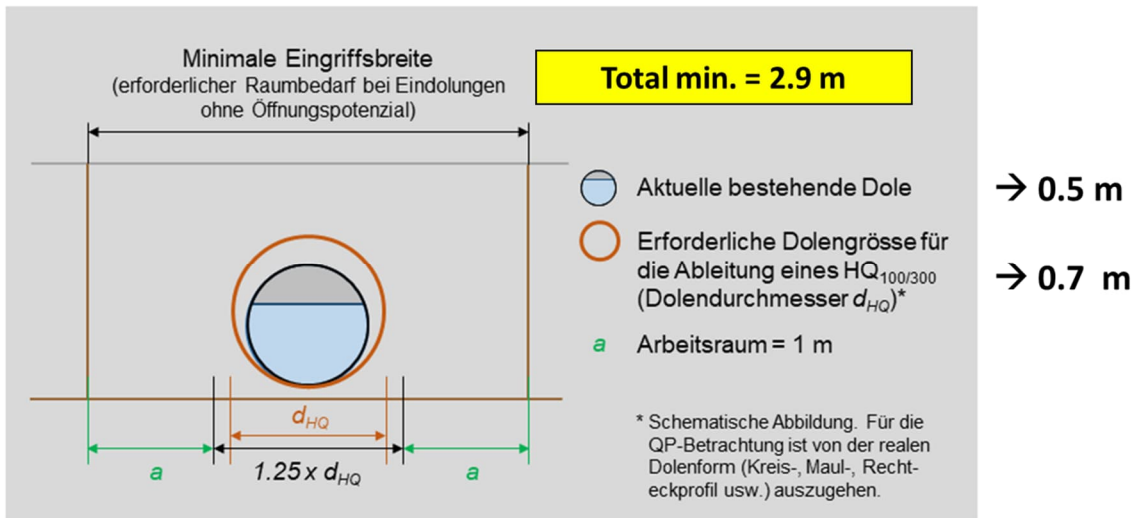 Minimale Eingriffsbreite
(erforderlicher Raumbedarf bei Eindolungen
ohne Öffnungspotenzial)
Total min. = 2.9 m
Aktuelle bestehende Dole
→ 0.5 m
Erforderliche Dolengrösse für
die Ableitung eines HQ100/300
(Dolendurchmesser dHQ)*
→ 0.7 m
a Arbeitsraum = 1 m
dHQ
a
1.25 x dHQ
a
* Schematische Abbildung. Für die
QP-Betrachtung ist von der realen
Dolenform (Kreis-, Maul-, Recht-
eckprofil usw.) auszugehen.